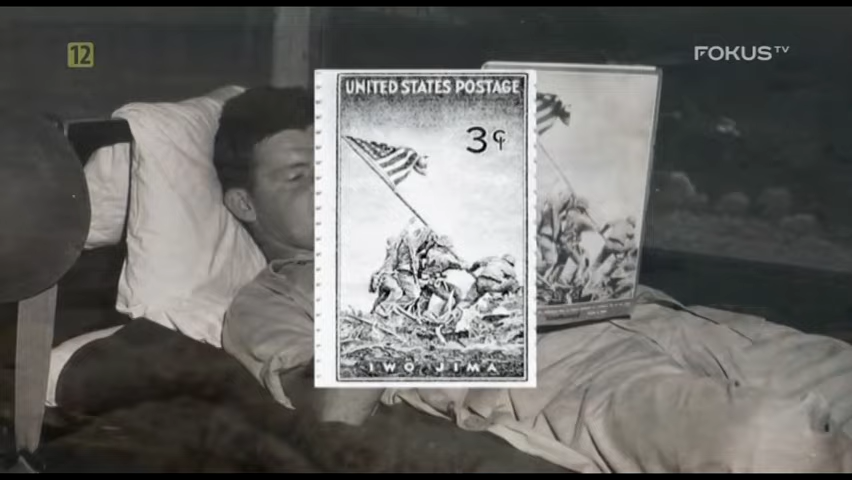 12
FOKUS TV
UNITED STATES POSTAGE
3¢
IWO JIMA